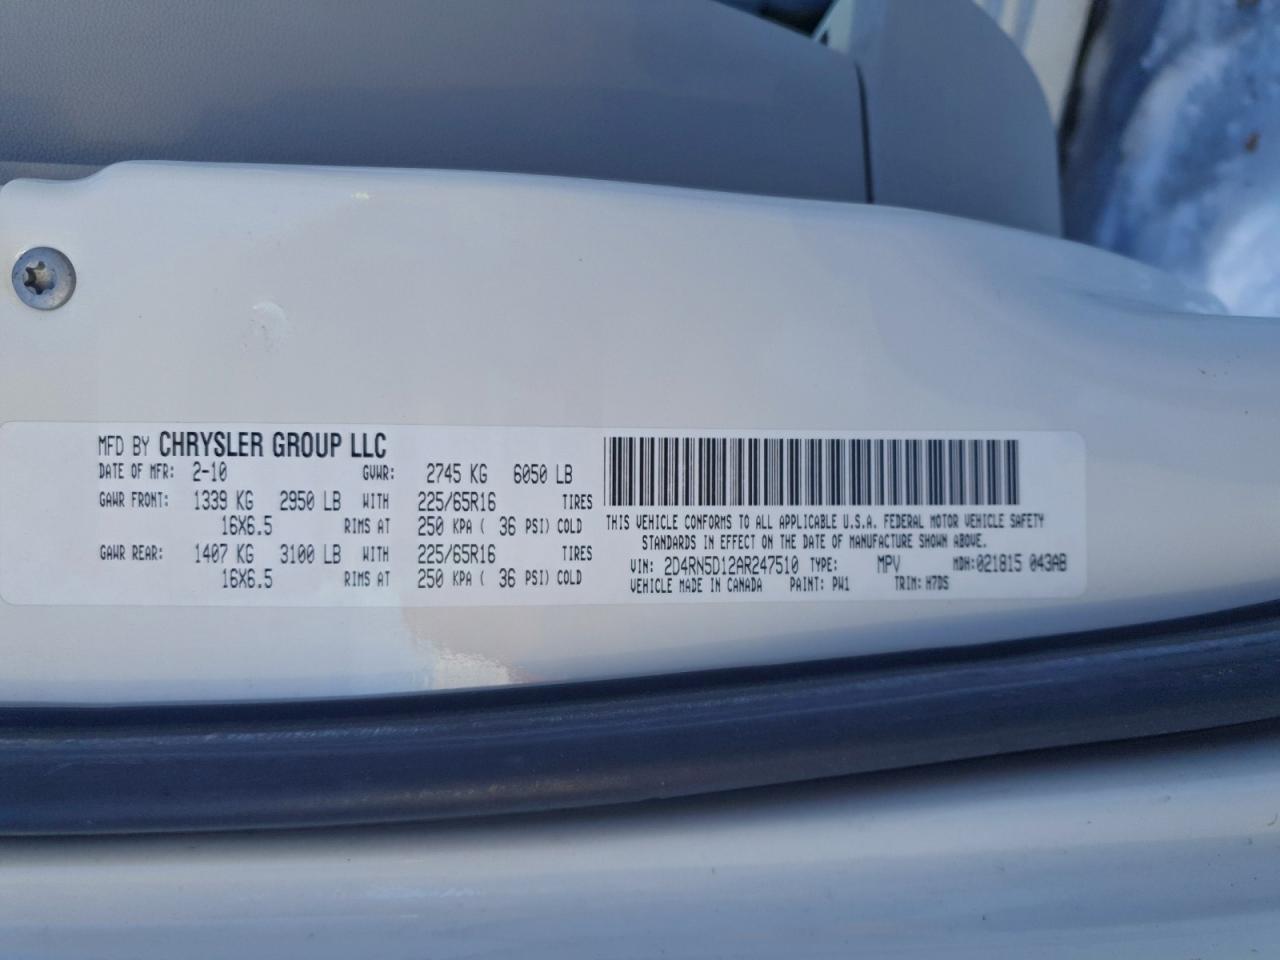 MFD BY CHRYSLER GROUP LLC
DATE OF MFR: 2-10 GVWR: 2745 KG 6050 LB
GAWR FRONT: 1339 KG 2950 LB WITH 225/65R16 TIRES
16X6.5 RIMS AT 250 KPA ( 36 PSI) COLD
GAWR REAR: 1407 KG 3100 LB WITH 225/65R16 TIRES
16X6.5 RIMS AT 250 KPA ( 36 PSI) COLD
THIS VEHICLE CONFORMS TO ALL APPLICABLE U.S.A. FEDERAL MOTOR VEHICLE SAFETY
STANDARDS IN EFFECT ON THE DATE OF MANUFACTURE SHOWN ABOVE.
VIN: 2D4RN5D12AR247510 TYPE: MPV MDH:021815 043AB
VEHICLE MADE IN CANADA PAINT: PW1 TRIM: H7DS